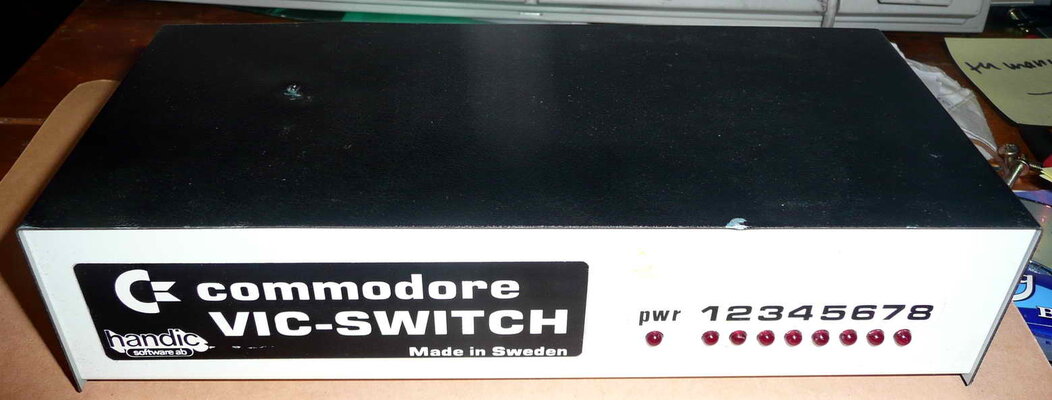 commodore
VIC-SWITCH
handic
software ab
Made in Sweden
pwr 12345678